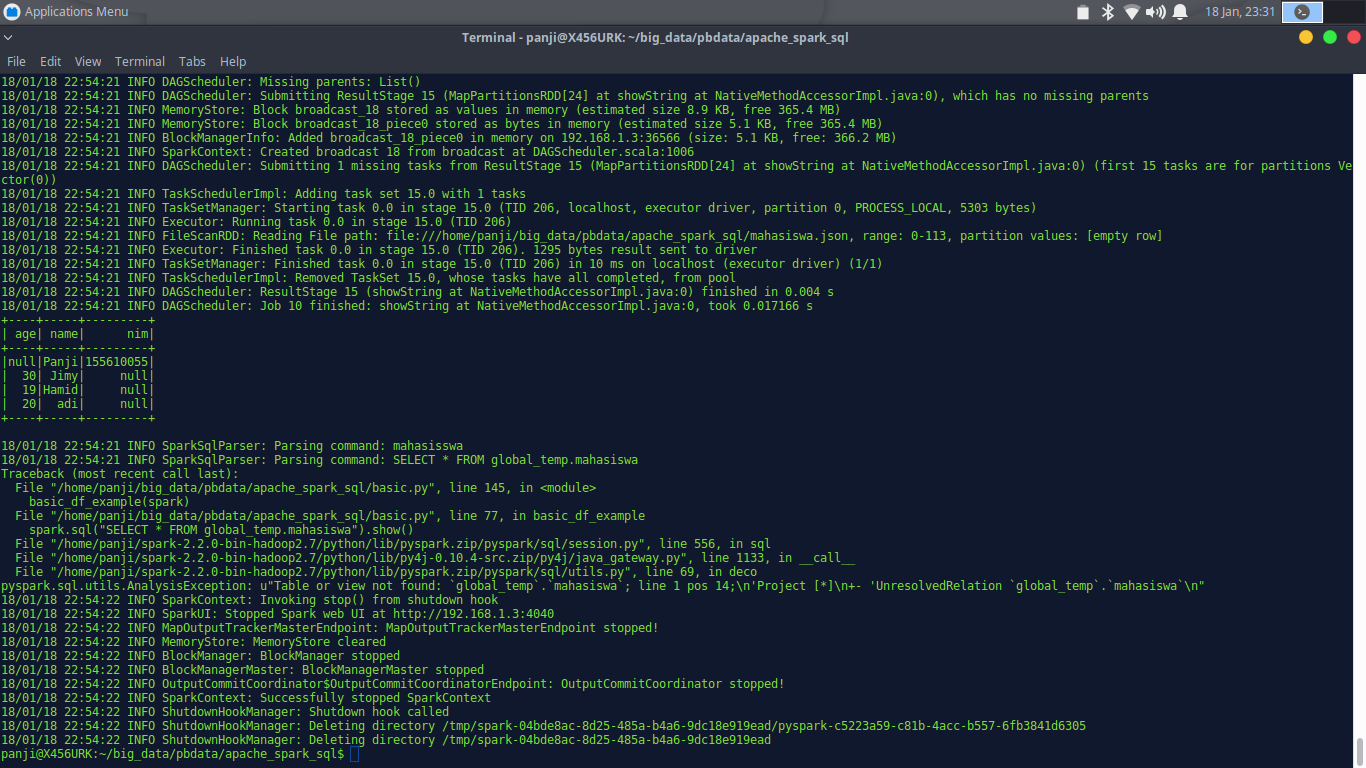 Applications Menu
18 Jan, 23:31
Terminal - panji@X456URK: ~/big_data/pbdata/apache_spark_sql
File Edit View Terminal Tabs Help
18/01/18 22:54:21 INFO DAGScheduler: Missing parents: List()
18/01/18 22:54:21 INFO DAGScheduler: Submitting ResultStage 15 (MapPartitionsRDD[24] at showString at NativeMethodAccessorImpl.java:0), which has no missing parents
18/01/18 22:54:21 INFO MemoryStore: Block broadcast_18 stored as values in memory (estimated size 8.9 KB, free 365.4 MB)
18/01/18 22:54:21 INFO MemoryStore: Block broadcast_18_piece0 stored as bytes in memory (estimated size 5.1 KB, free 365.4 MB)
18/01/18 22:54:21 INFO BlockManagerInfo: Added broadcast_18_piece0 in memory on 192.168.1.3:36566 (size: 5.1 KB, free: 366.2 MB)
18/01/18 22:54:21 INFO SparkContext: Created broadcast 18 from broadcast at DAGScheduler.scala:1006
18/01/18 22:54:21 INFO DAGScheduler: Submitting 1 missing tasks from ResultStage 15 (MapPartitionsRDD[24] at showString at NativeMethodAccessorImpl.java:0) (first 15 tasks are for partitions Ve
ctor(0))
18/01/18 22:54:21 INFO TaskSchedulerImpl: Adding task set 15.0 with 1 tasks
18/01/18 22:54:21 INFO TaskSetManager: Starting task 0.0 in stage 15.0 (TID 206, localhost, executor driver, partition 0, PROCESS_LOCAL, 5303 bytes)
18/01/18 22:54:21 INFO Executor: Running task 0.0 in stage 15.0 (TID 206)
18/01/18 22:54:21 INFO FileScanRDD: Reading File path: file:///home/panji/big_data/pbdata/apache_spark_sql/mahasiswa.json, range: 0-113, partition values: [empty row]
18/01/18 22:54:21 INFO Executor: Finished task 0.0 in stage 15.0 (TID 206). 1295 bytes result sent to driver
18/01/18 22:54:21 INFO TaskSetManager: Finished task 0.0 in stage 15.0 (TID 206) in 10 ms on localhost (executor driver) (1/1)
18/01/18 22:54:21 INFO TaskSchedulerImpl: Removed TaskSet 15.0, whose tasks have all completed, from pool
18/01/18 22:54:21 INFO DAGScheduler: ResultStage 15 (showString at NativeMethodAccessorImpl.java:0) finished in 0.004 s
18/01/18 22:54:21 INFO DAGScheduler: Job 10 finished: showString at NativeMethodAccessorImpl.java:0, took 0.017166 s
+----+-----+---------+
| age| name|      nim|
+----+-----+---------+
|null|Panji|155610055|
|  30| Jimy|     null|
|  19|Hamid|     null|
|  20|  adi|     null|
+----+-----+---------+
18/01/18 22:54:21 INFO SparkSqlParser: Parsing command: mahasisswa
18/01/18 22:54:21 INFO SparkSqlParser: Parsing command: SELECT * FROM global_temp.mahasiswa
Traceback (most recent call last):
  File "/home/panji/big_data/pbdata/apache_spark_sql/basic.py", line 145, in <module>
    basic_df_example(spark)
  File "/home/panji/big_data/pbdata/apache_spark_sql/basic.py", line 77, in basic_df_example
    spark.sql("SELECT * FROM global_temp.mahasiswa").show()
  File "/home/panji/spark-2.2.0-bin-hadoop2.7/python/lib/pyspark.zip/pyspark/sql/session.py", line 556, in sql
  File "/home/panji/spark-2.2.0-bin-hadoop2.7/python/lib/py4j-0.10.4-src.zip/py4j/java_gateway.py", line 1133, in __call__
  File "/home/panji/spark-2.2.0-bin-hadoop2.7/python/lib/pyspark.zip/pyspark/sql/utils.py", line 69, in deco
pyspark.sql.utils.AnalysisException: u"Table or view not found: `global_temp`.`mahasiswa`; line 1 pos 14;\n'Project [*]\n+- 'UnresolvedRelation `global_temp`.`mahasiswa`\n"
18/01/18 22:54:21 INFO SparkContext: Invoking stop() from shutdown hook
18/01/18 22:54:21 INFO SparkUI: Stopped Spark web UI at http://192.168.1.3:4040
18/01/18 22:54:22 INFO MapOutputTrackerMasterEndpoint: MapOutputTrackerMasterEndpoint stopped!
18/01/18 22:54:22 INFO MemoryStore: MemoryStore cleared
18/01/18 22:54:22 INFO BlockManager: BlockManager stopped
18/01/18 22:54:22 INFO BlockManagerMaster: BlockManagerMaster stopped
18/01/18 22:54:22 INFO OutputCommitCoordinator$OutputCommitCoordinatorEndpoint: OutputCommitCoordinator stopped!
18/01/18 22:54:22 INFO SparkContext: Successfully stopped SparkContext
18/01/18 22:54:22 INFO ShutdownHookManager: Shutdown hook called
18/01/18 22:54:22 INFO ShutdownHookManager: Deleting directory /tmp/spark-04bde8ac-8d25-485a-b4a6-9dc18e919ead/pyspark-c5223a59-c81b-4acc-b557-6fb3841d6305
18/01/18 22:54:22 INFO ShutdownHookManager: Deleting directory /tmp/spark-04bde8ac-8d25-485a-b4a6-9dc18e919ead
panji@X456URK:~/big_data/pbdata/apache_spark_sql$